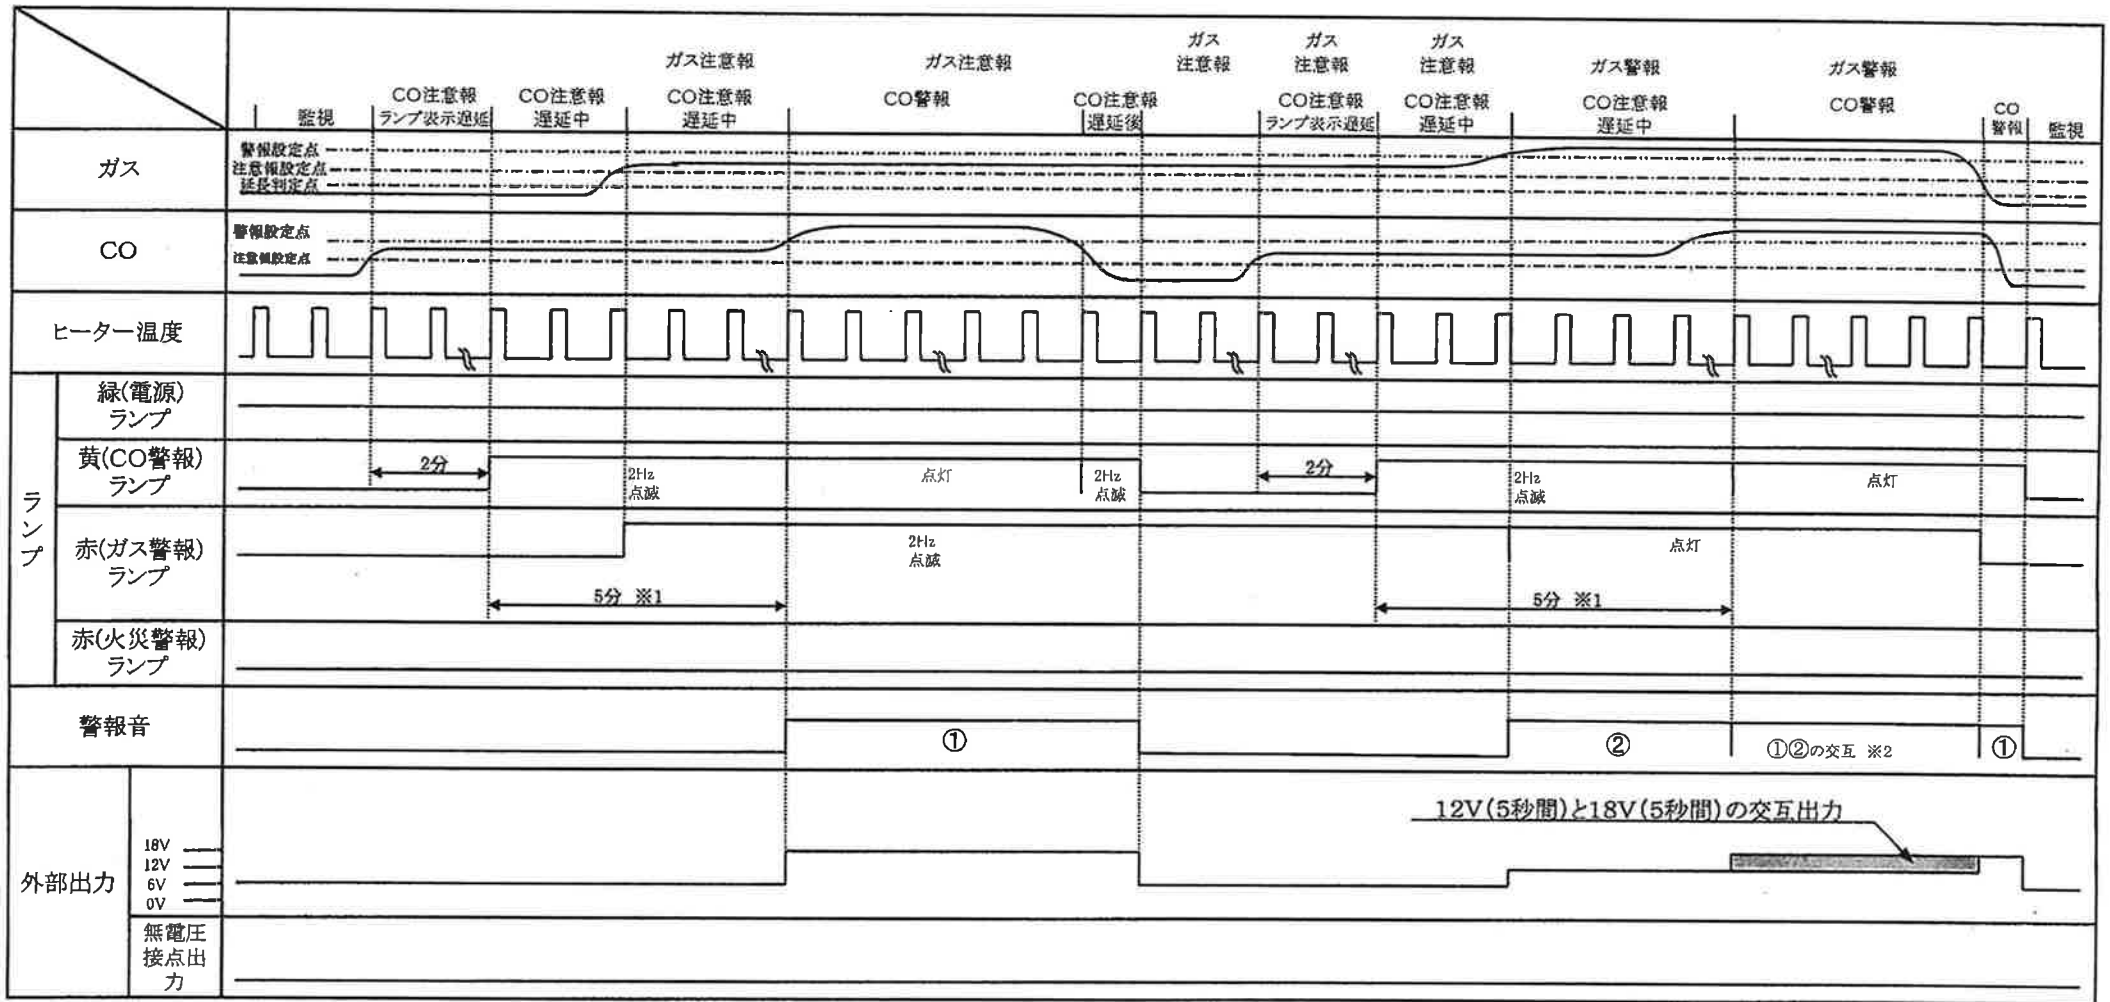 ガス ガス ガス
ガス注意報 ガス注意報 注意報 注意報 注意報 ガス警報 ガス警報
CO注意報 CO注意報 CO注意報 CO警報 CO注意報 CO注意報 CO注意報 CO注意報 CO警報 CO
監視 ランプ表示遅延 遅延中 遅延中 遅延後 ランプ表示遅延 遅延中 遅延中 警報 監視
ガス
警報設定点
注意報設定点
延長判定点
CO
警報設定点
注意報設定点
ヒーター温度
ランプ
緑(電源)
ランプ
黄(CO警報)
ランプ
2分 2Hz 点灯 2Hz 2分 2Hz 点灯
点滅 点滅 点滅
赤(ガス警報)
ランプ
2Hz 点灯
点滅
5分 ※1 5分 ※1
赤(火災警報)
ランプ
警報音
① ② ①②の交互 ※2 ①
外部出力
12V(5秒間)と18V(5秒間)の交互出力
18V
12V
6V
0V
無電圧
接点出
力